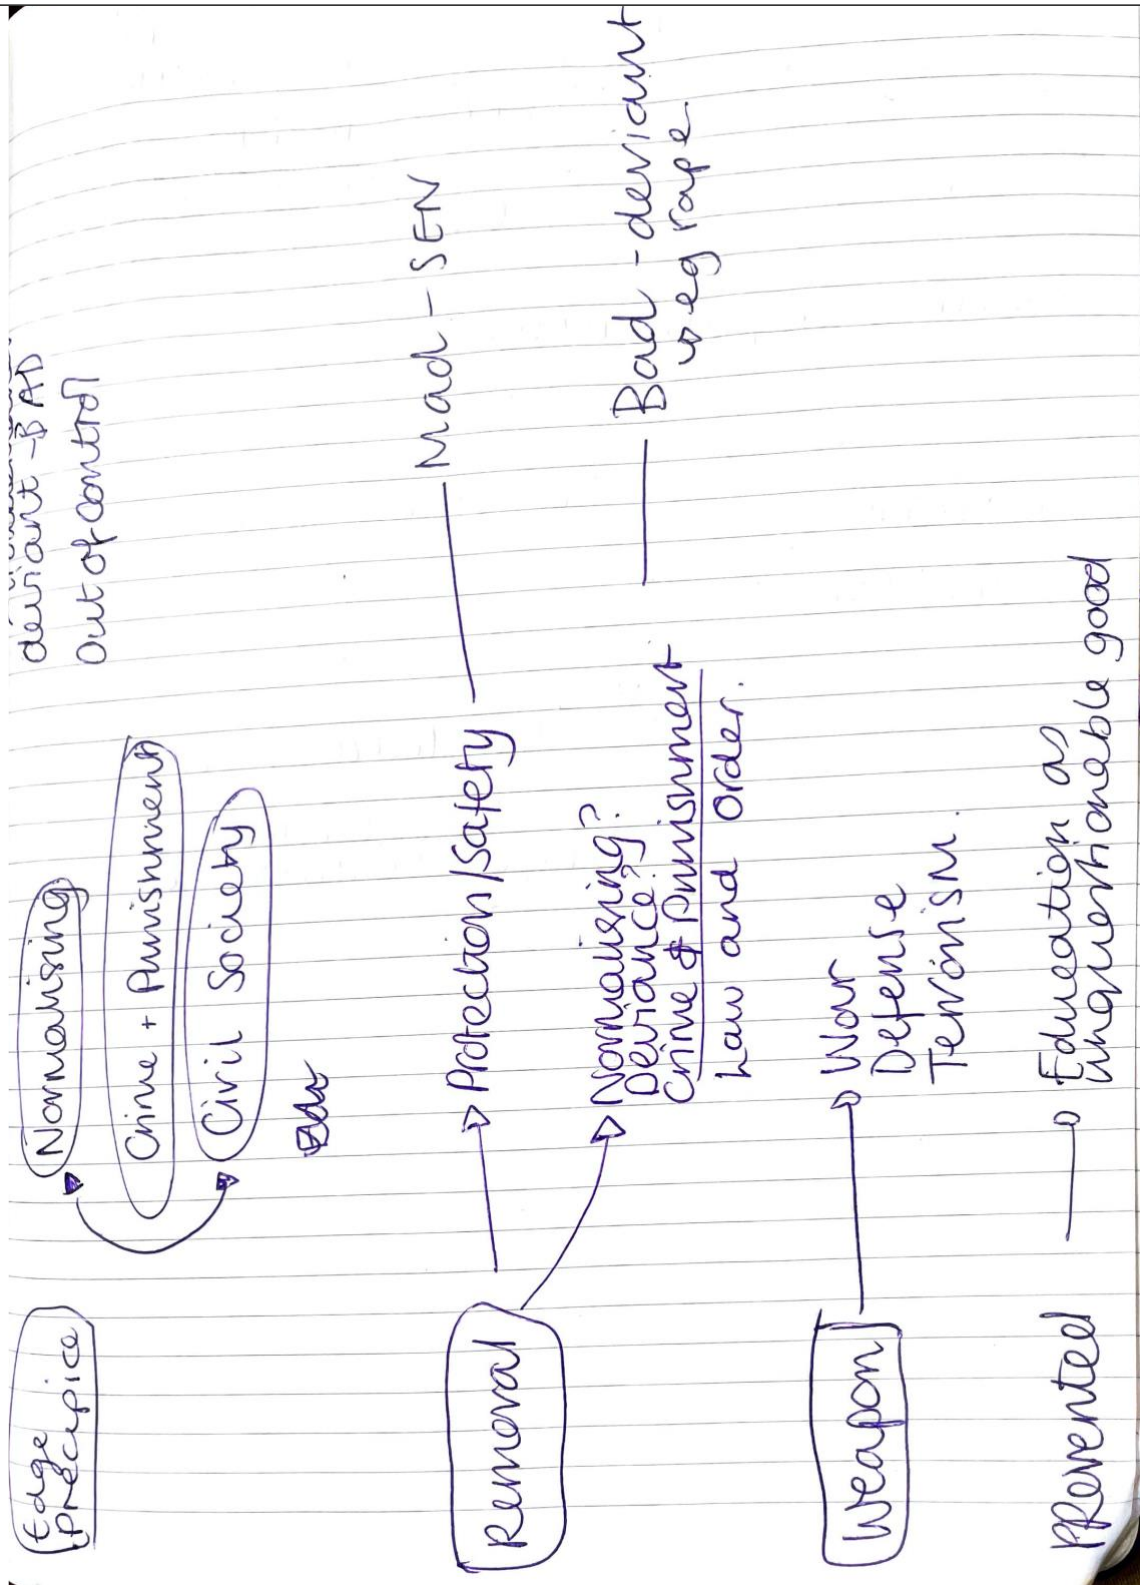 Edge
precipice
Normalising
Crime + Punishment
Civil Society
deviant - BAD
Out of control
Removal
Protection/Safety
Mad - SEN
Normalising?
Deviance?
Crime & Punishment
Law and Order.
Bad - deviant
eg rape
Weapon
War
Defense
Terrorism.
PRevented
Education as
unquestionable good